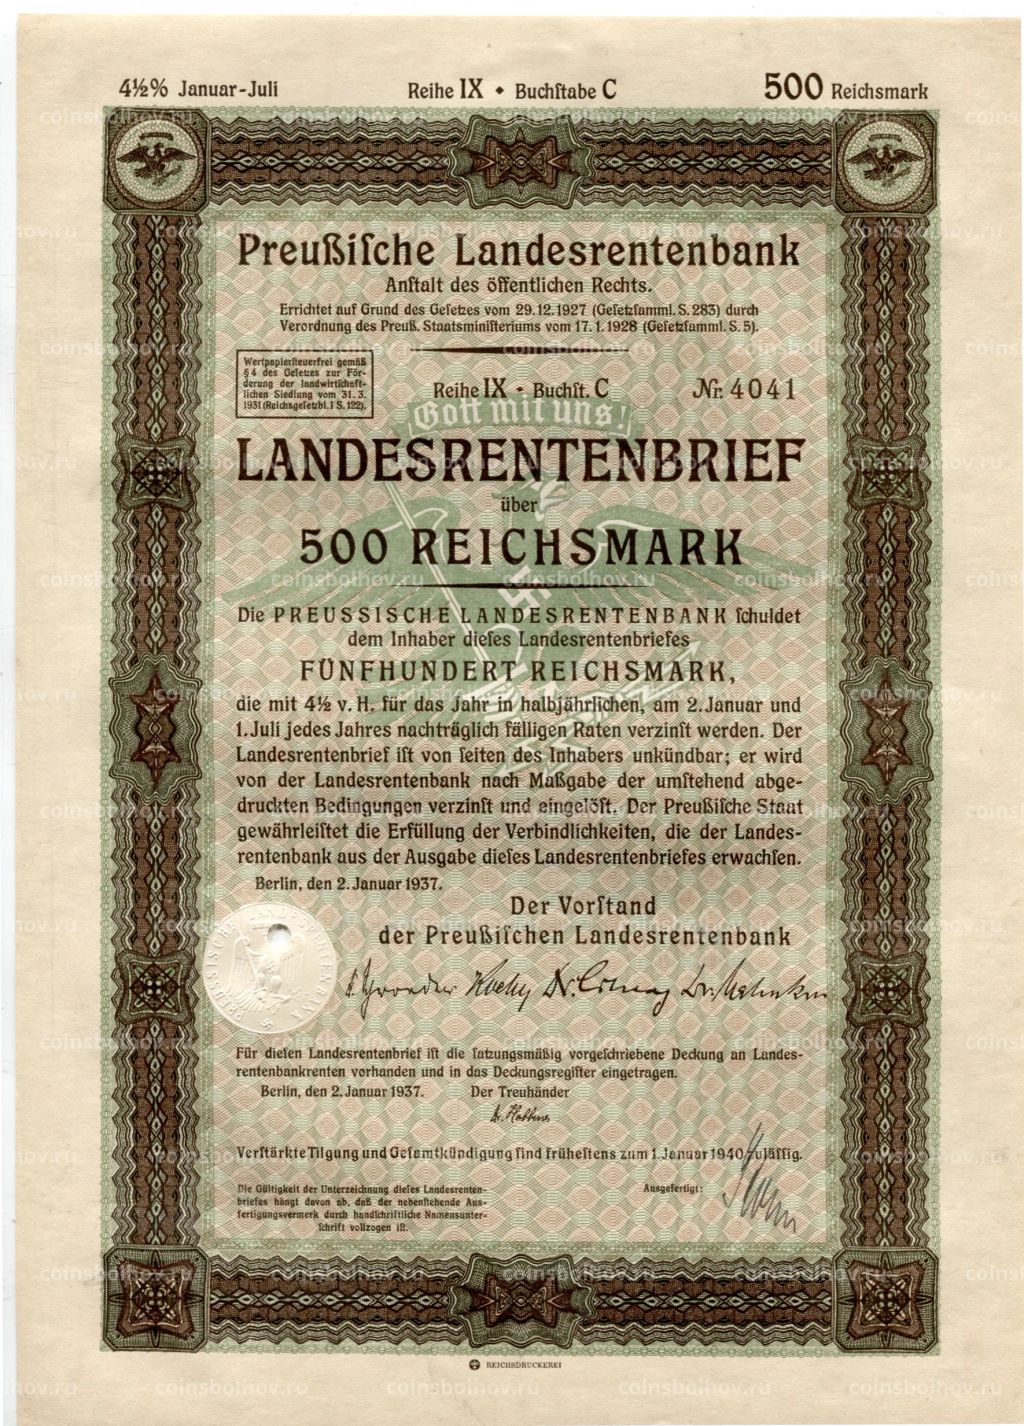 4½% Januar-Juli
Reihe IX • Buchſtabe C
500 Reichsmark
Preußiſche Landesrentenbank
Anſtalt des öffentlichen Rechts.
Errichtet auf Grund des Geſetzes vom 29.12.1927 (Geſetzſamml. S. 283) durch
Verordnung des Preuß. Staatsminiſteriums vom 17.1.1928 (Geſetzſamml. S. 5).
Wertpapierſteuerfrei gemäß
§ 4 des Geſetzes zur För-
derung der landwirtſchaft-
lichen Siedlung vom 31. 3.
1931 (Reichsgeſetzbl. I S. 122).
Reihe IX • Buchſt. C
Nr. 4041
Gott mit uns!
LANDESRENTENBRIEF
über
500 REICHSMARK
Die PREUSSISCHE LANDESRENTENBANK ſchuldet
dem Inhaber dieſes Landesrentenbriefes
FÜNFHUNDERT REICHSMARK,
die mit 4½ v. H. für das Jahr in halbjährlichen, am 2. Januar und
1. Juli jedes Jahres nachträglich fälligen Raten verzinſt werden. Der
Landesrentenbrief iſt von ſeiten des Inhabers unkündbar; er wird
von der Landesrentenbank nach Maßgabe der umſtehend abge-
druckten Bedingungen verzinſt und eingelöſt. Der Preußiſche Staat
gewährleiſtet die Erfüllung der Verbindlichkeiten, die der Landes-
rentenbank aus der Ausgabe dieſes Landesrentenbriefes erwachſen.
Berlin, den 2. Januar 1937.
Der Vorſtand
der Preußiſchen Landesrentenbank
PREUSSISCHE LANDESRENTENBANK
Für dieſen Landesrentenbrief iſt die ſatzungsmäßig vorgeſchriebene Deckung an Landes-
rentenbankrenten vorhanden und in das Deckungsregiſter eingetragen.
Berlin, den 2. Januar 1937.
Der Treuhänder
Verſtärkte Tilgung und Geſamtkündigung ſind früheſtens zum 1. Januar 1940 zuläſſig.
Die Gültigkeit der Unterzeichnung dieſes Landesrenten-
briefes hängt davon ab, daß der nebenſtehende Aus-
fertigungsvermerk durch handſchriftliche Namensunter-
ſchrift vollzogen iſt.
Ausgefertigt:
REICHSDRUCKEREI
coinsbolhov.ru